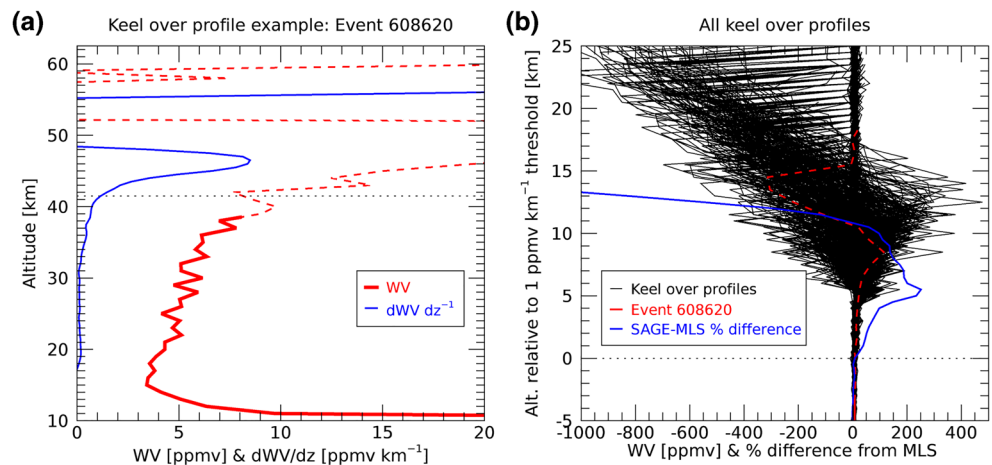 (a) Keel over profile example: Event 608620
60
50
40
30
20
10
Altitude [km]
WV
dWV dz⁻¹
0 5 10 15 20
WV [ppmv] & dWV/dz [ppmv km⁻¹]
(b) All keel over profiles
25
20
15
10
5
0
-5
Alt. relative to 1 ppmv km⁻¹ threshold [km]
Keel over profiles
Event 608620
SAGE-MLS % difference
-1000 -800 -600 -400 -200 0 200 400
WV [ppmv] & % difference from MLS